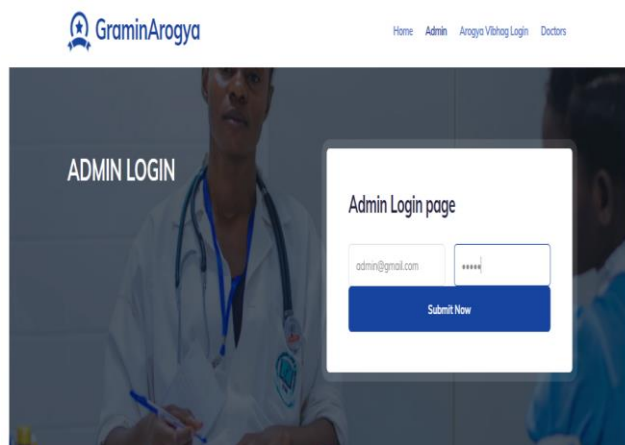 GraminArogya
Home Admin Arogya Vibhag Login Doctors
ADMIN LOGIN
Admin Login page
admin@gmail.com •••••
Submit Now